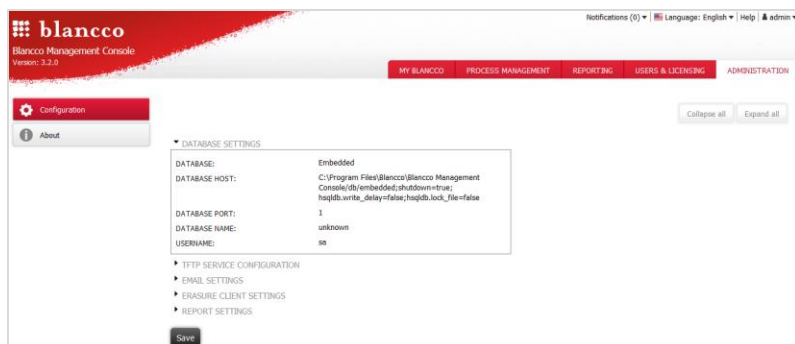 Notifications (0) Language: English Help admin
blancco
Blancco Management Console
Version: 3.2.0
MY BLANCCO PROCESS MANAGEMENT REPORTING USERS & LICENSING ADMINISTRATION
Configuration
Collapse all Expand all
About
DATABASE SETTINGS
DATABASE: Embedded
DATABASE HOST: C:\Program Files\Blancco\Blancco Management
Console/db/embedded;shutdown=true;
hsqldb.write_delay=false;hsqldb.lock_file=false
DATABASE PORT: 1
DATABASE NAME: unknown
USERNAME: sa
TFTP SERVICE CONFIGURATION
EMAIL SETTINGS
ERASURE CLIENT SETTINGS
REPORT SETTINGS
Save